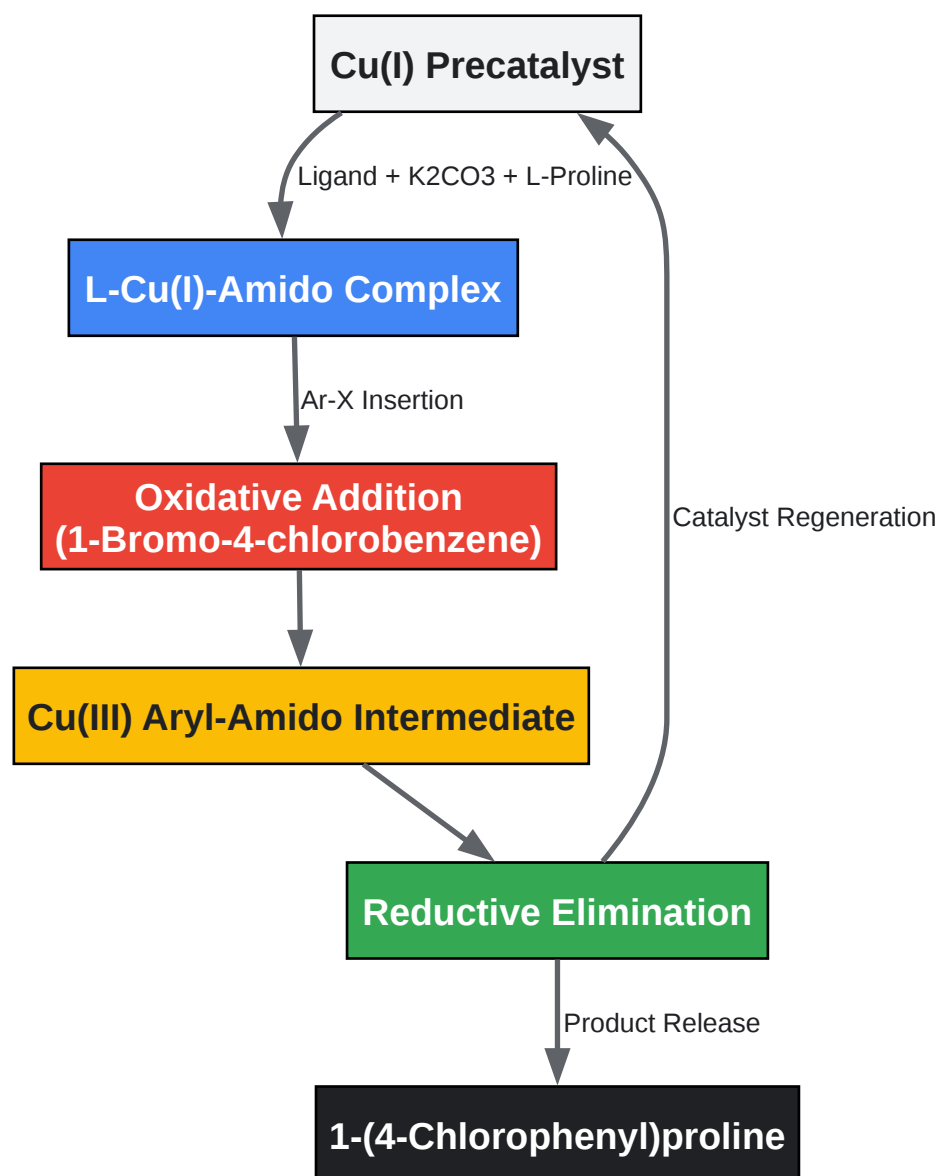 Cu(I) Precatalyst
Ligand + K2CO3 + L-Proline
L-Cu(I)-Amido Complex
Ar-X Insertion
Oxidative Addition
(1-Bromo-4-chlorobenzene)
Catalyst Regeneration
Cu(III) Aryl-Amido Intermediate
Reductive Elimination
Product Release
1-(4-Chlorophenyl)proline